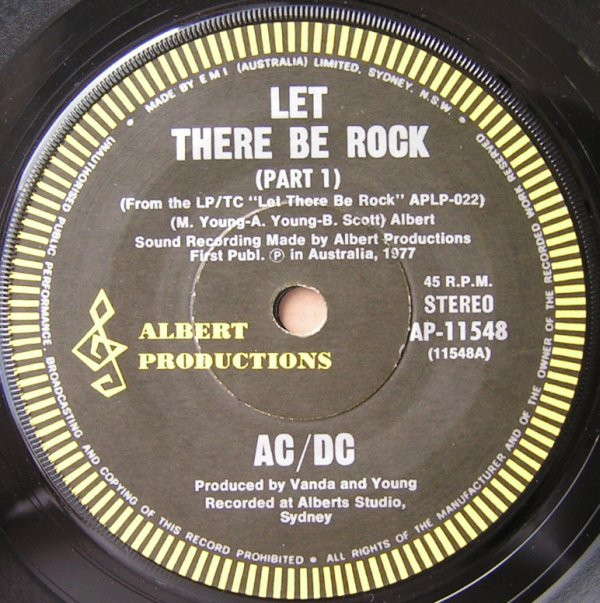 MADE BY E M I (AUSTRALIA) LIMITED, SYDNEY, N.S.W.
LET
THERE BE ROCK
(PART 1)
(From the LP/TC "Let There Be Rock" APLP-022)
(M. Young-A. Young-B. Scott) Albert
Sound Recording Made by Albert Productions
First Publ. ℗ in Australia, 1977
45 R.P.M.
STEREO
AP-11548
(11548A)
ALBERT
PRODUCTIONS
AC/DC
Produced by Vanda and Young
Recorded at Alberts Studio,
Sydney
UNAUTHORISED PUBLIC PERFORMANCE, BROADCASTING AND COPYING OF THIS RECORD PROHIBITED • ALL RIGHTS OF THE MANUFACTURER AND OF THE OWNER OF THE RECORDED WORK RESERVED